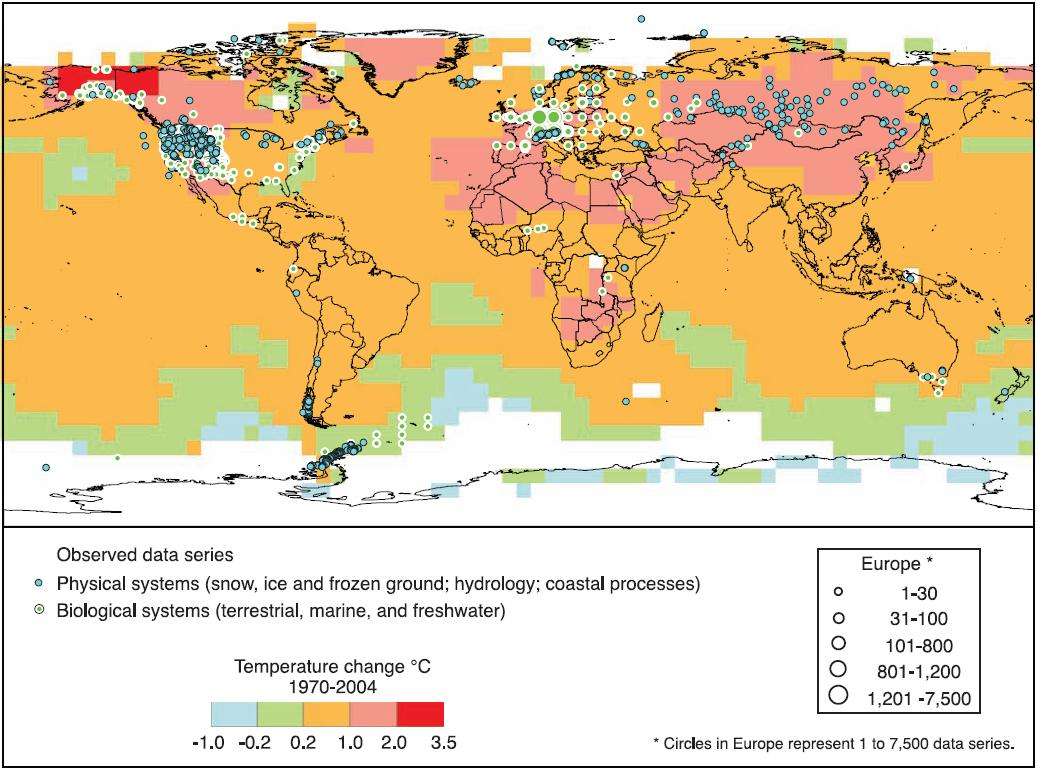 Observed data series
Physical systems (snow, ice and frozen ground; hydrology; coastal processes)
Biological systems (terrestrial, marine, and freshwater)
Temperature change °C
1970-2004
-1.0 -0.2 0.2 1.0 2.0 3.5
Europe *
1-30
31-100
101-800
801-1,200
1,201 -7,500
* Circles in Europe represent 1 to 7,500 data series.